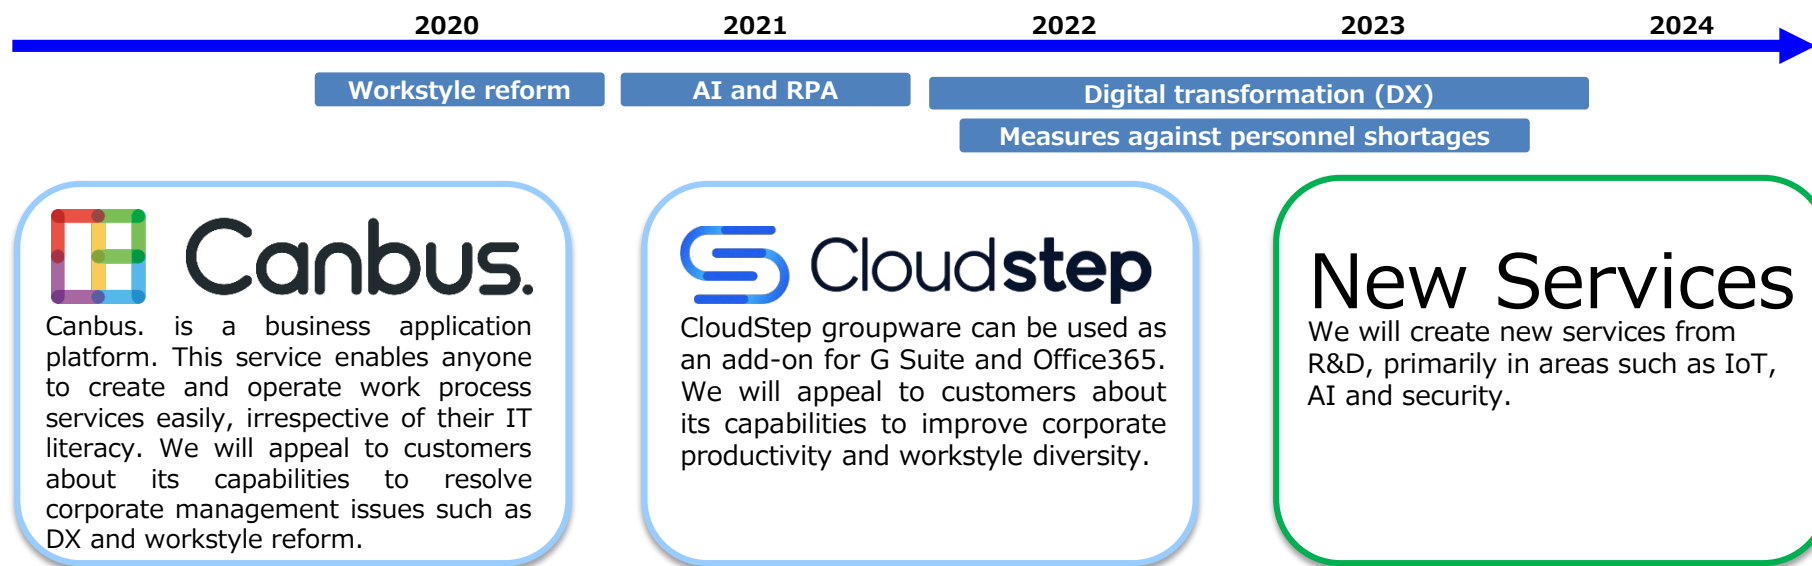 2020 2021 2022 2023 2024
Workstyle reform
AI and RPA
Digital transformation (DX)
Measures against personnel shortages
Canbus.
Canbus. is a business application
platform. This service enables anyone
to create and operate work process
services easily, irrespective of their IT
literacy. We will appeal to customers
about its capabilities to resolve
corporate management issues such as
DX and workstyle reform.
Cloudstep
CloudStep groupware can be used as
an add-on for G Suite and Office365.
We will appeal to customers about
its capabilities to improve corporate
productivity and workstyle diversity.
New Services
We will create new services from
R&D, primarily in areas such as IoT,
AI and security.